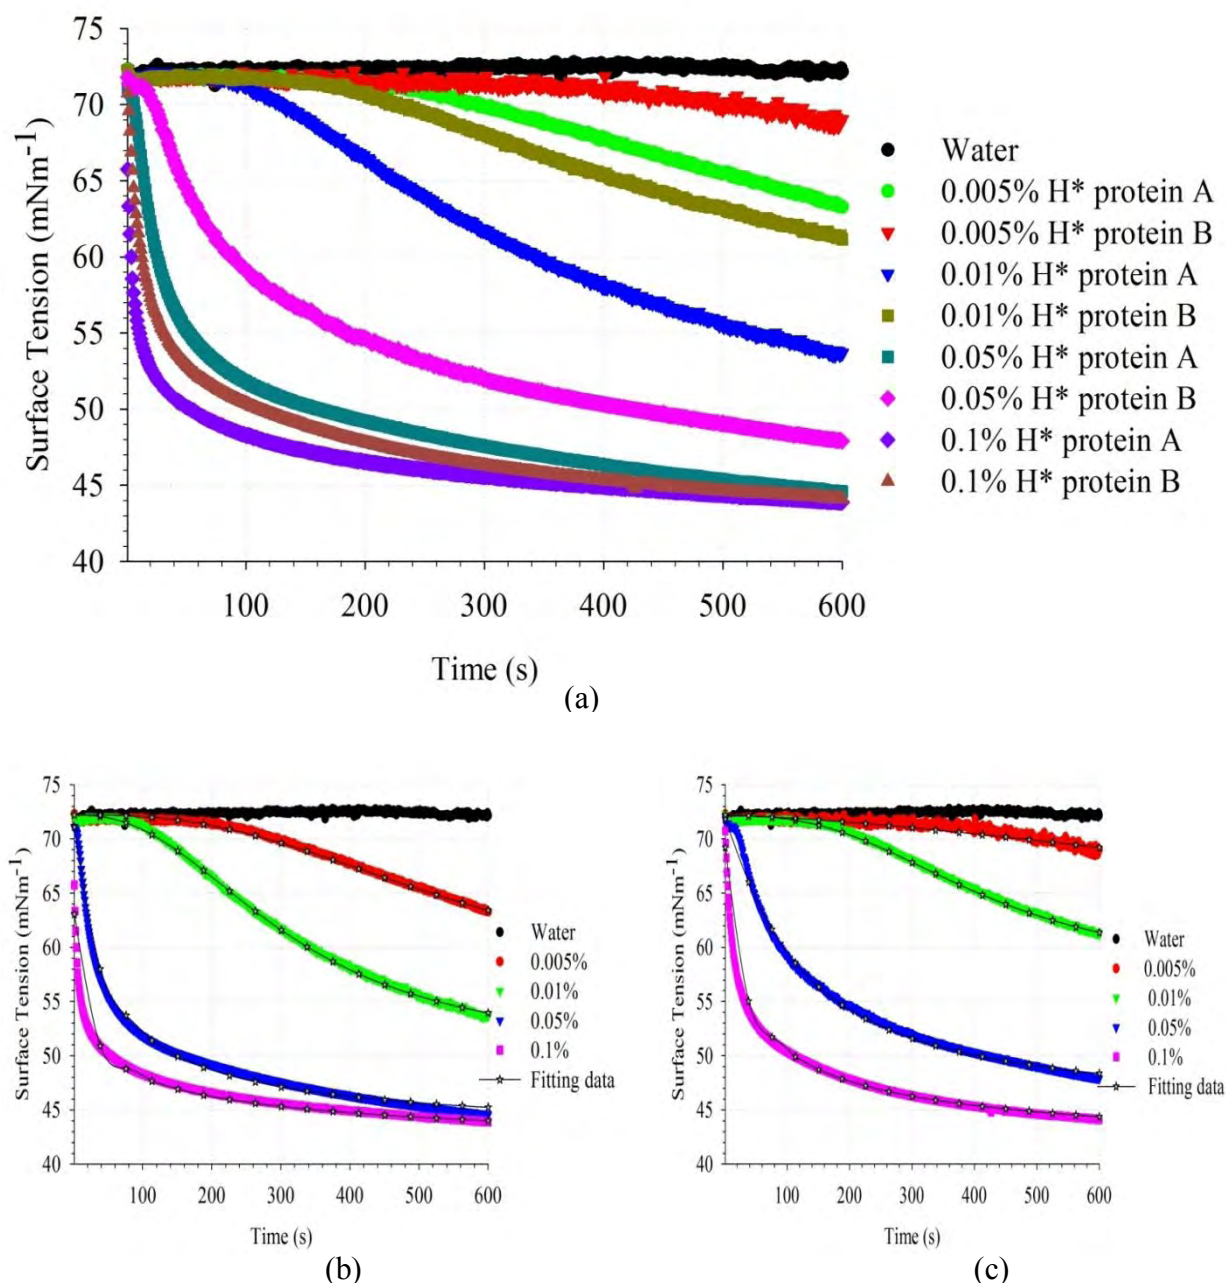 75
70
65
60
55
50
45
40
Surface Tension (mNm⁻¹)
100 200 300 400 500 600
Time (s)
Water
0.005% H* protein A
0.005% H* protein B
0.01% H* protein A
0.01% H* protein B
0.05% H* protein A
0.05% H* protein B
0.1% H* protein A
0.1% H* protein B
(a)
75
70
65
60
55
50
45
40
Surface Tension (mNm⁻¹)
100 200 300 400 500 600
Time (s)
Water
0.005%
0.01%
0.05%
0.1%
Fitting data
(b)
75
70
65
60
55
50
45
40
Surface Tension (mNm⁻¹)
100 200 300 400 500 600
Time (s)
Water
0.005%
0.01%
0.05%
0.1%
Fitting data
(c)